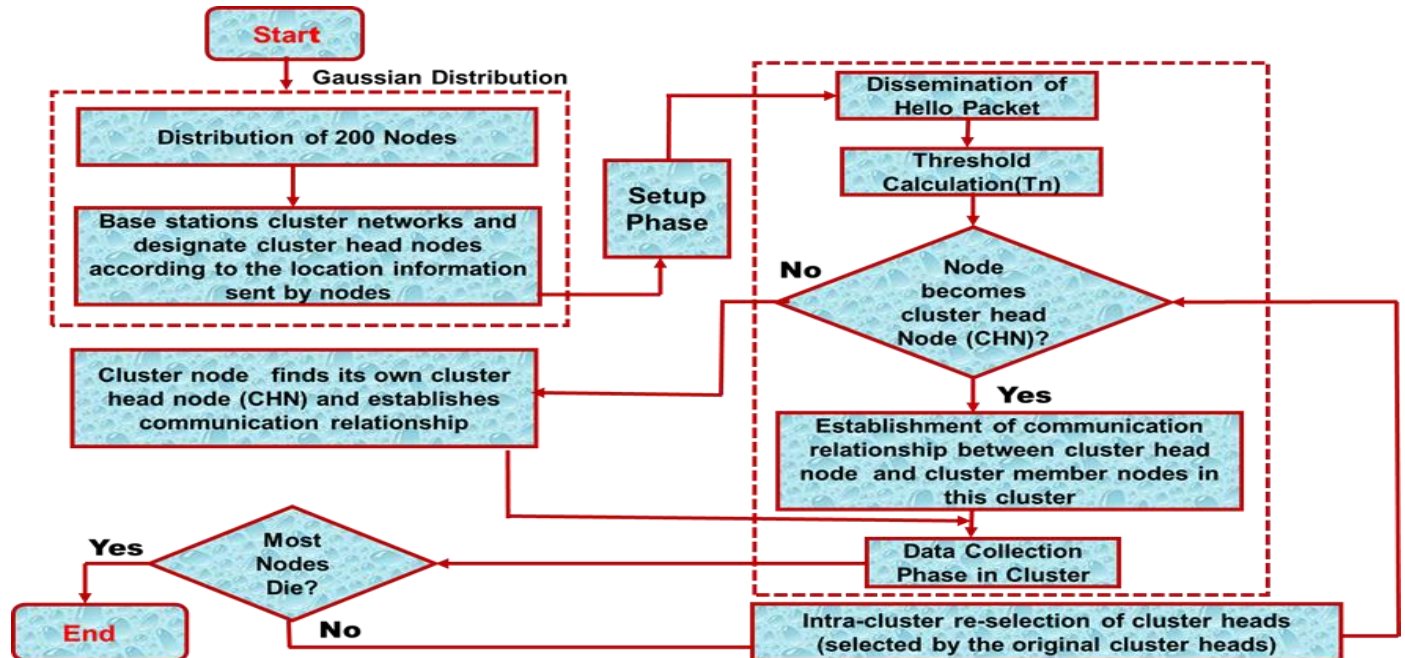 Start
Gaussian Distribution
Distribution of 200 Nodes
Base stations cluster networks and
designate cluster head nodes
according to the location information
sent by nodes
Setup
Phase
Dissemination of
Hello Packet
Threshold
Calculation(Tn)
No
Node
becomes
cluster head
Node (CHN)?
Yes
Cluster node finds its own cluster
head node (CHN) and establishes
communication relationship
Establishment of communication
relationship between cluster head
node and cluster member nodes in
this cluster
Data Collection
Phase in Cluster
Most
Nodes
Die?
Yes
End
No
Intra-cluster re-selection of cluster heads
(selected by the original cluster heads)